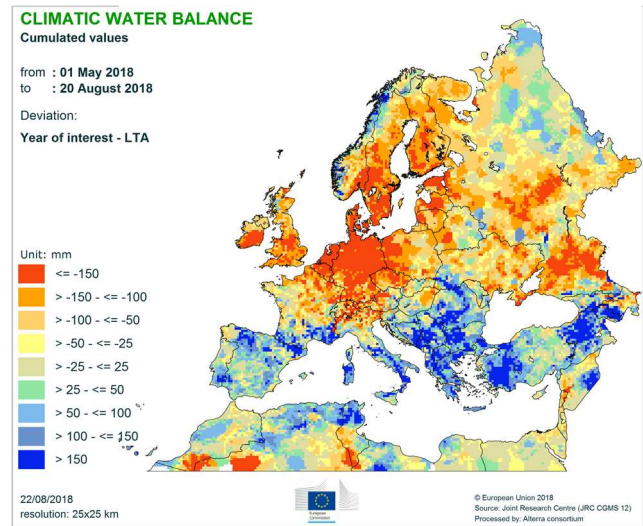 CLIMATIC WATER BALANCE
Cumulated values
from : 01 May 2018
to : 20 August 2018
Deviation:
Year of interest - LTA
Unit: mm
<= -150
> -150 - <= -100
> -100 - <= -50
> -50 - <= -25
> -25 - <= 25
> 25 - <= 50
> 50 - <= 100
> 100 - <= 150
> 150
22/08/2018
resolution: 25x25 km
European
Commission
© European Union 2018
Source: Joint Research Centre (JRC CGMS 12)
Processed by: Alterra consortium